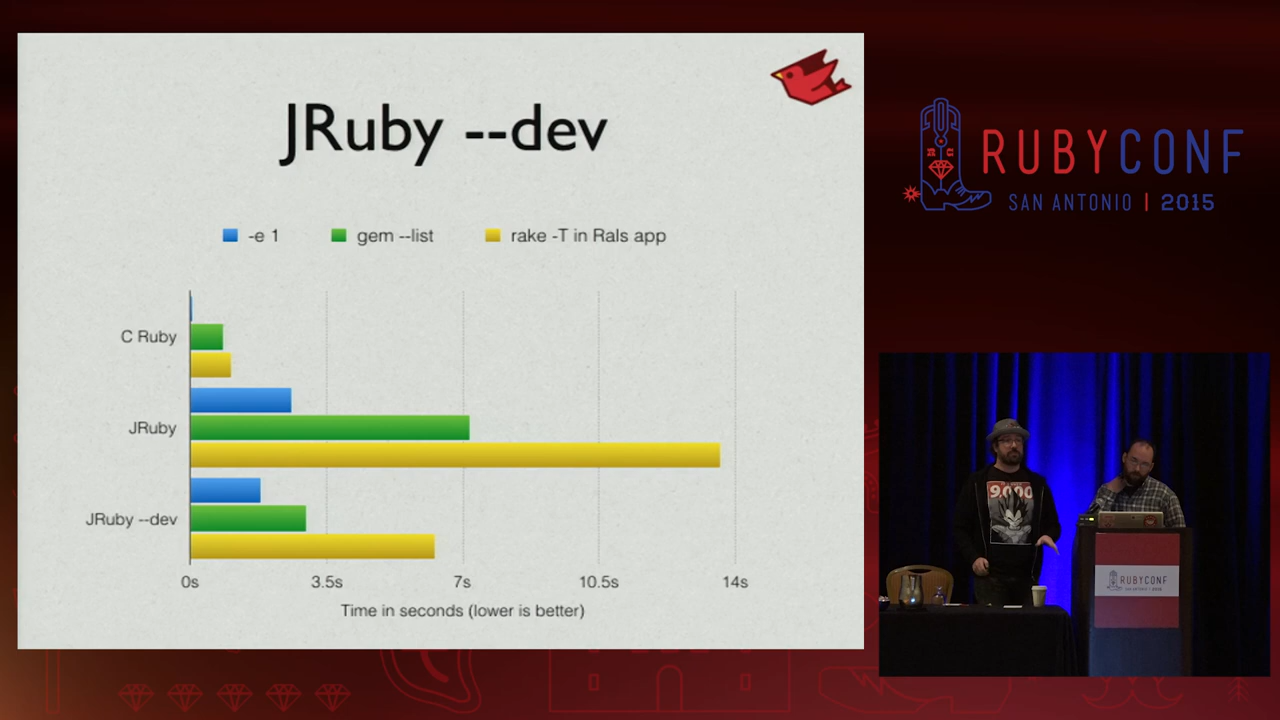 JRuby --dev
-e 1
gem --list
rake -T in Rals app
C Ruby
JRuby
JRuby --dev
0s
3.5s
7s
10.5s
14s
Time in seconds (lower is better)
RUBYCONF
SAN ANTONIO | 2015
9000
RUBYCONF